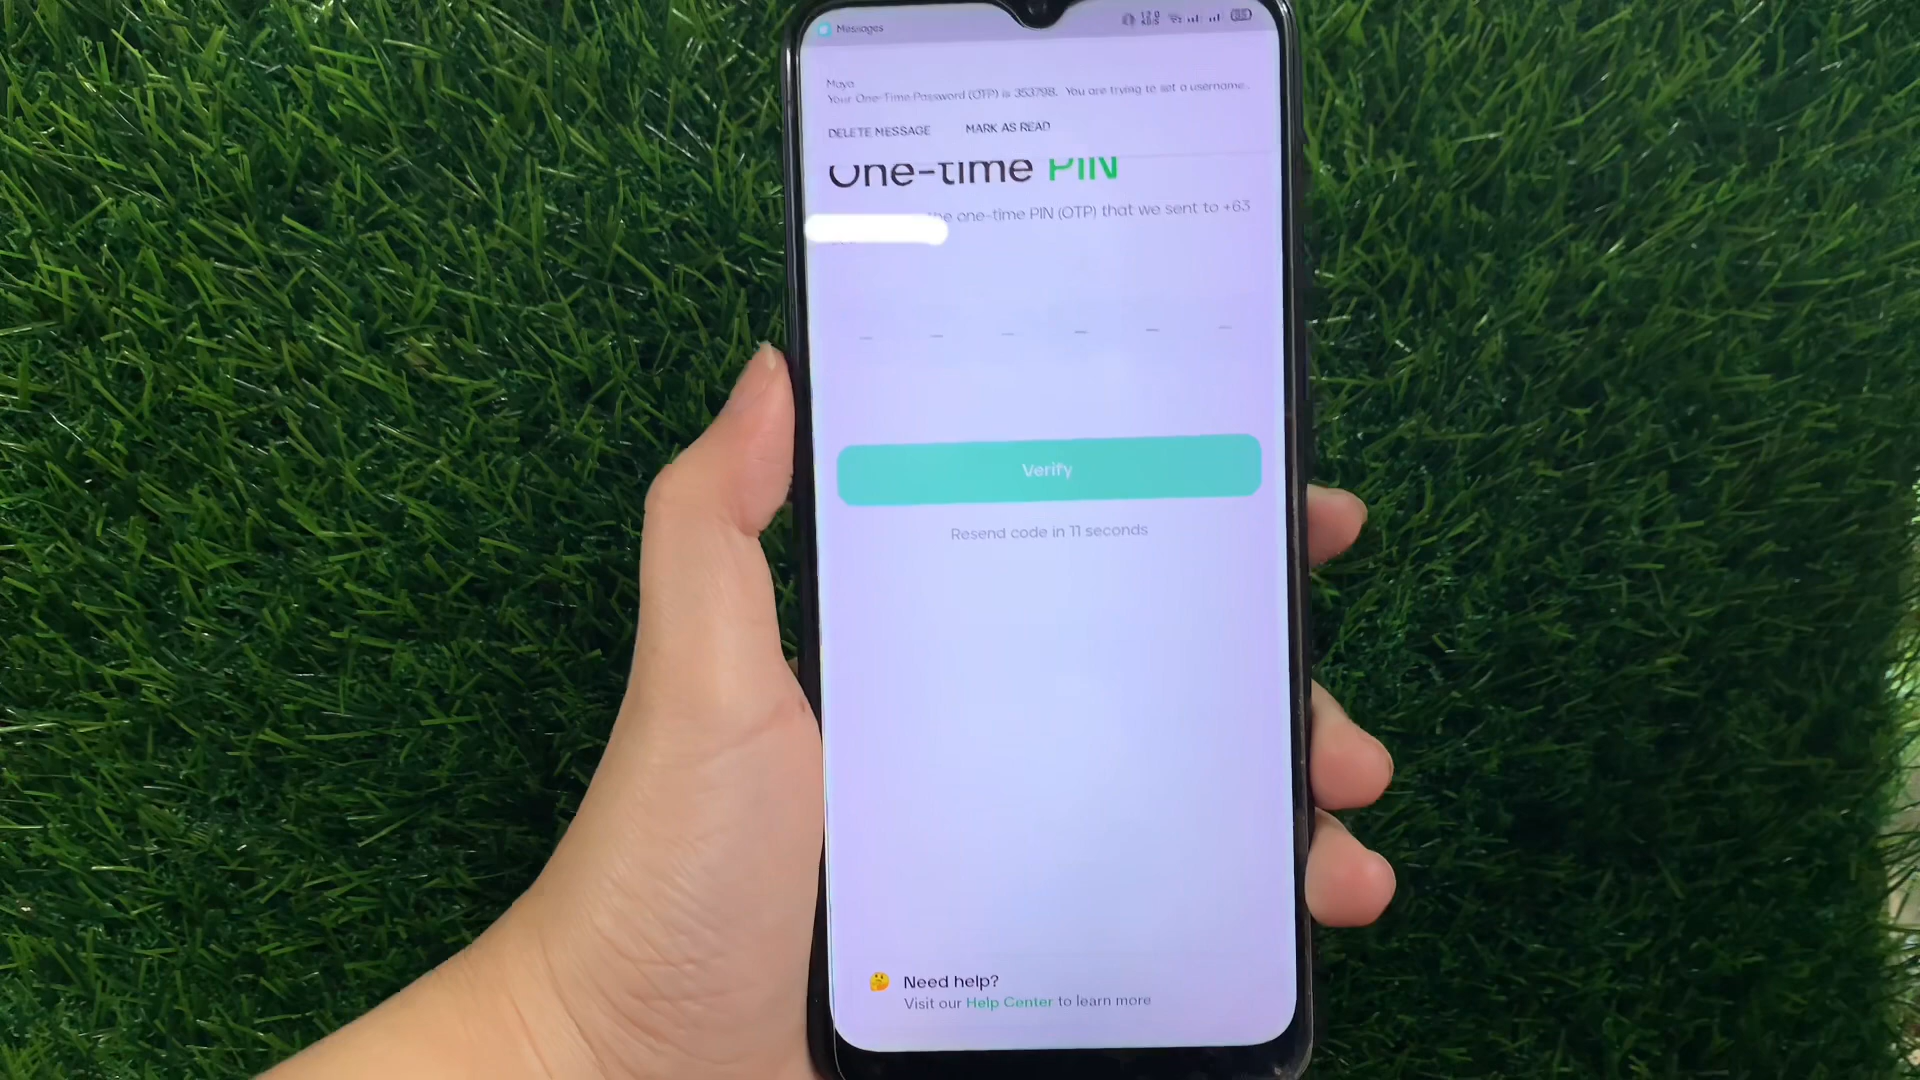 Messages
Maya
Your One-Time Password (OTP) is 353798. You are trying to set a username.
DELETE MESSAGE MARK AS READ
One-time PIN
the one-time PIN (OTP) that we sent to +63
Verify
Resend code in 11 seconds
Need help?
Visit our Help Center to learn more